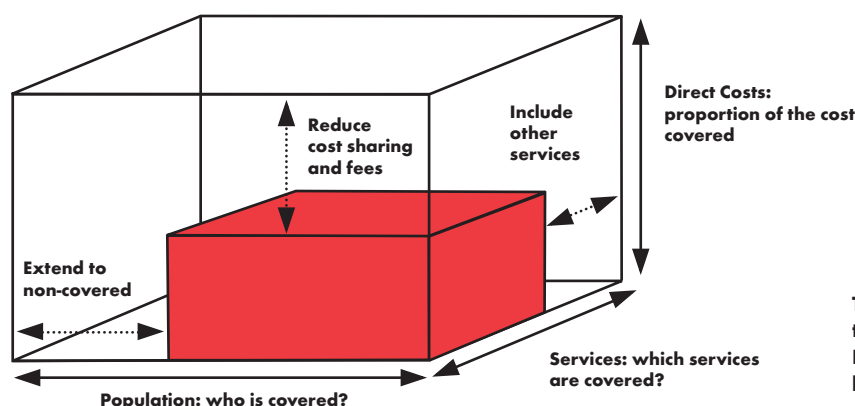 Direct Costs:
proportion of the cost
covered
Include
other
services
Reduce
cost sharing
and fees
Extend to
non-covered
Services: which services
are covered?
Population: who is covered?